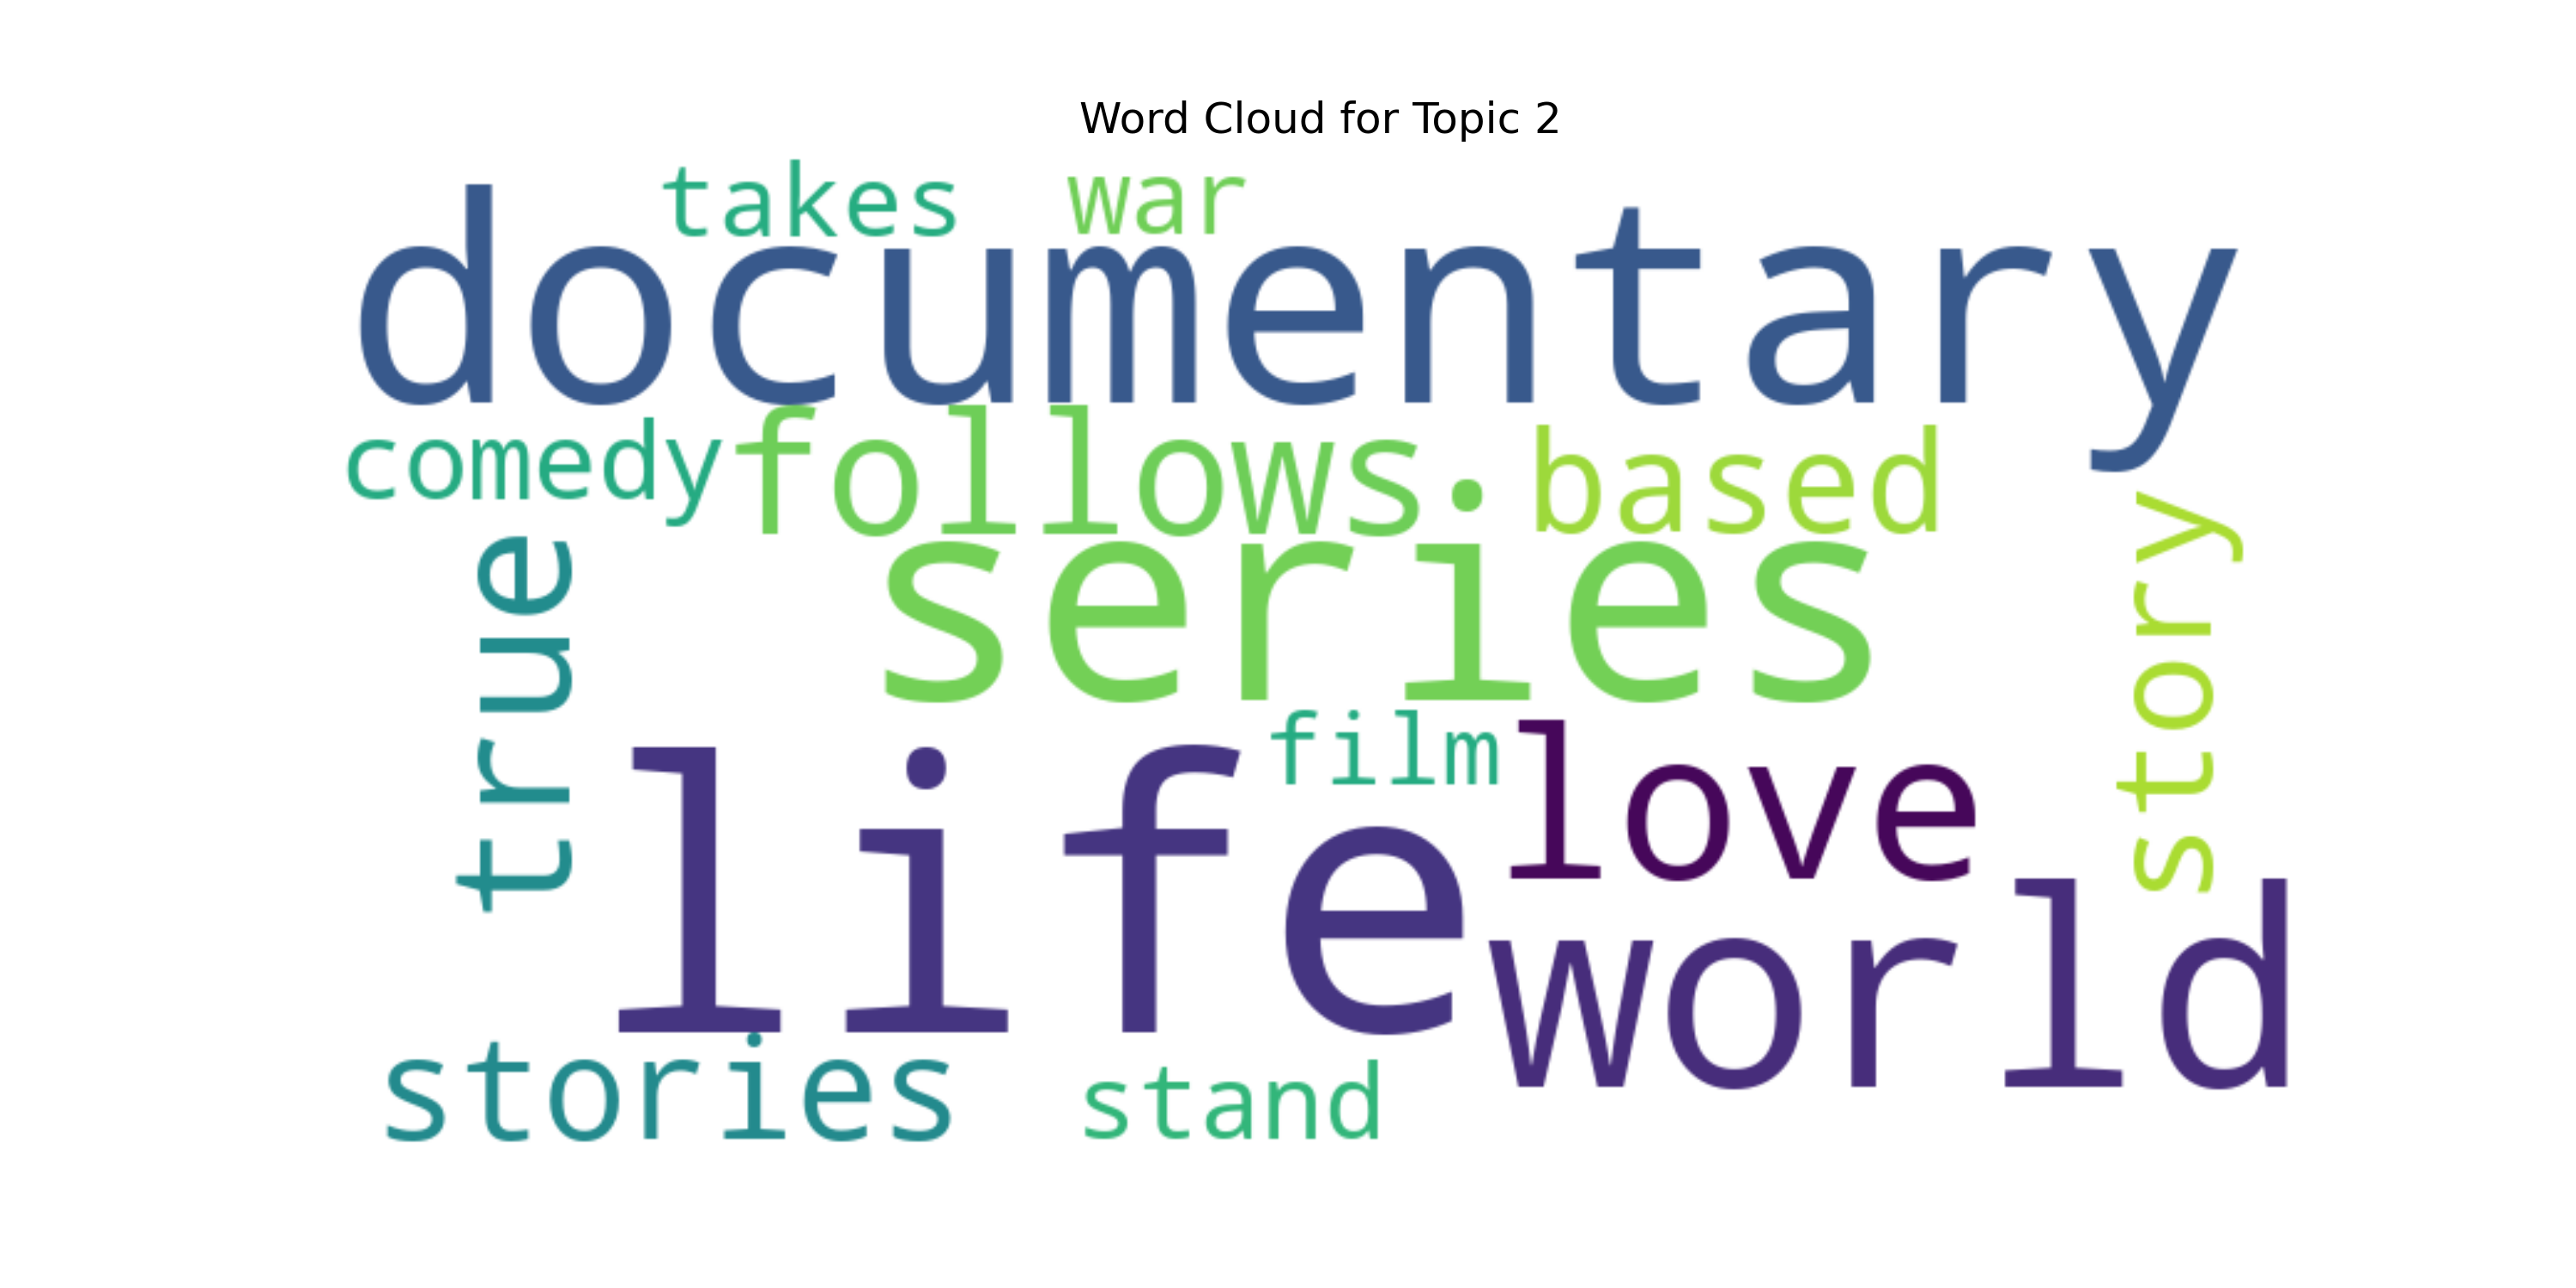 Word Cloud for Topic 2
takes war
documentary
comedy follows based
series
true
story
film love
life
world
stories stand